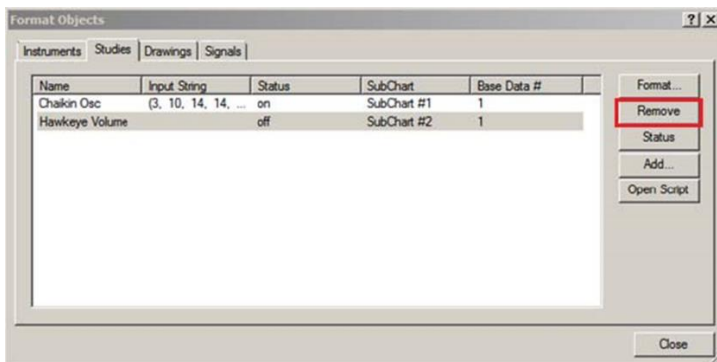 Format Objects
Instruments Studies Drawings Signals
Name Input String Status SubChart Base Data #
Chaikin Osc (3, 10, 14, 14, ... on SubChart #1 1
Hawkeye Volume off SubChart #2 1
Format...
Remove
Status
Add...
Open Script
Close